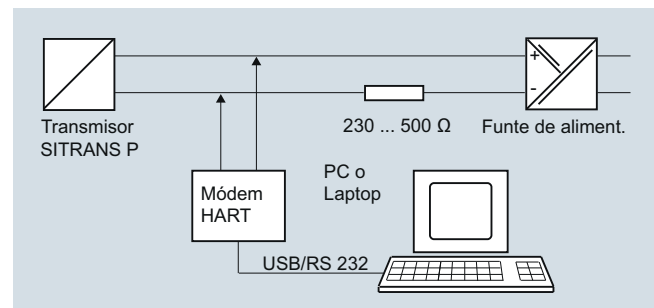 +
-
Transmisor
SITRANS P
230 ... 500 Ω
Funte de aliment.
PC o
Laptop
Módem
HART
USB/RS 232